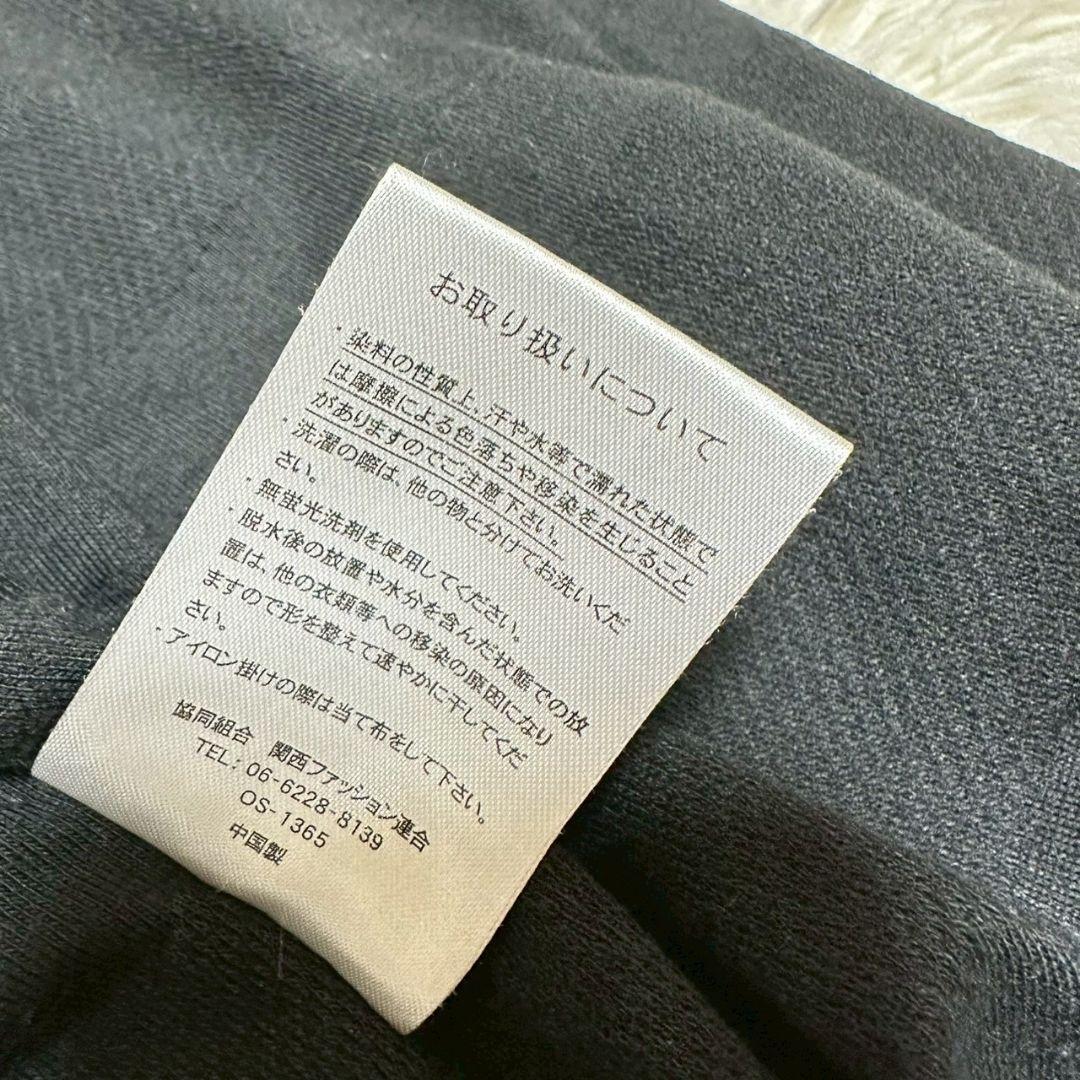 お取り扱いについて
・染料の性質上、汗や水等で濡れた状態で
は摩擦による色落ちや移染を生じること
がありますのでご注意下さい。
・洗濯の際は、他の物と分けてお洗いくだ
さい。
・無蛍光洗剤を使用してください。
・脱水後の放置や水分を含んだ状態での放
置は、他の衣類等への移染の原因になり
ますので形を整えて速やかに干してくだ
さい。
・アイロン掛けの際は当て布をして下さい。
協同組合 関西ファッション連合
TEL:06-6228-8139
OS-1365
中国製